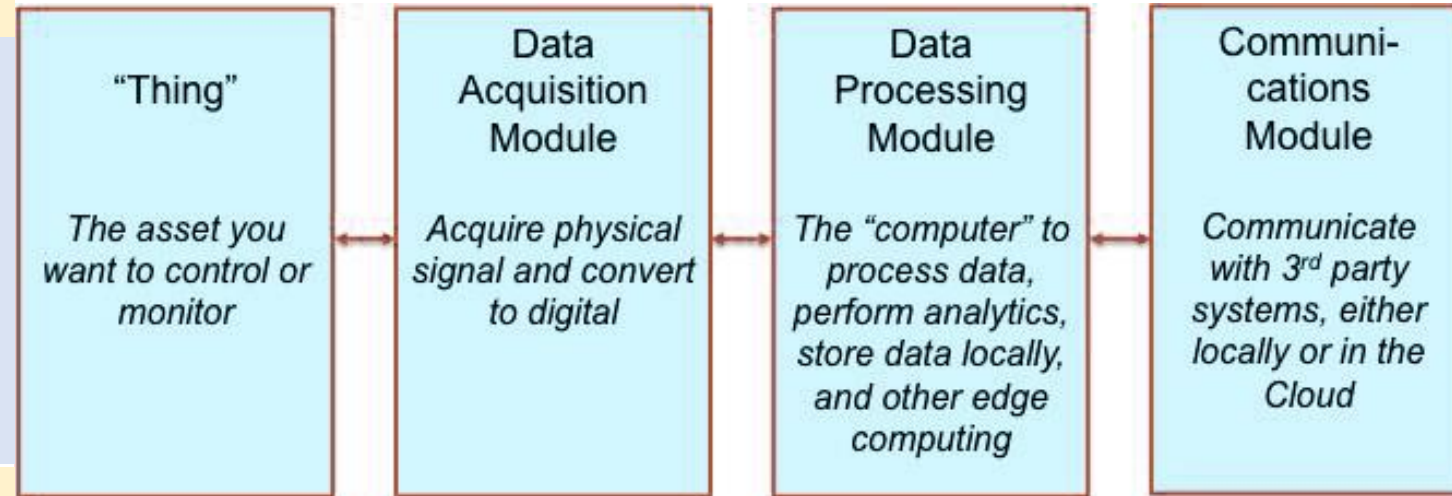 “Thing”
The asset you
want to control or
monitor
Data
Acquisition
Module
Acquire physical
signal and convert
to digital
Data
Processing
Module
The “computer” to
process data,
perform analytics,
store data locally,
and other edge
computing
Communi-
cations
Module
Communicate
with 3rd party
systems, either
locally or in the
Cloud